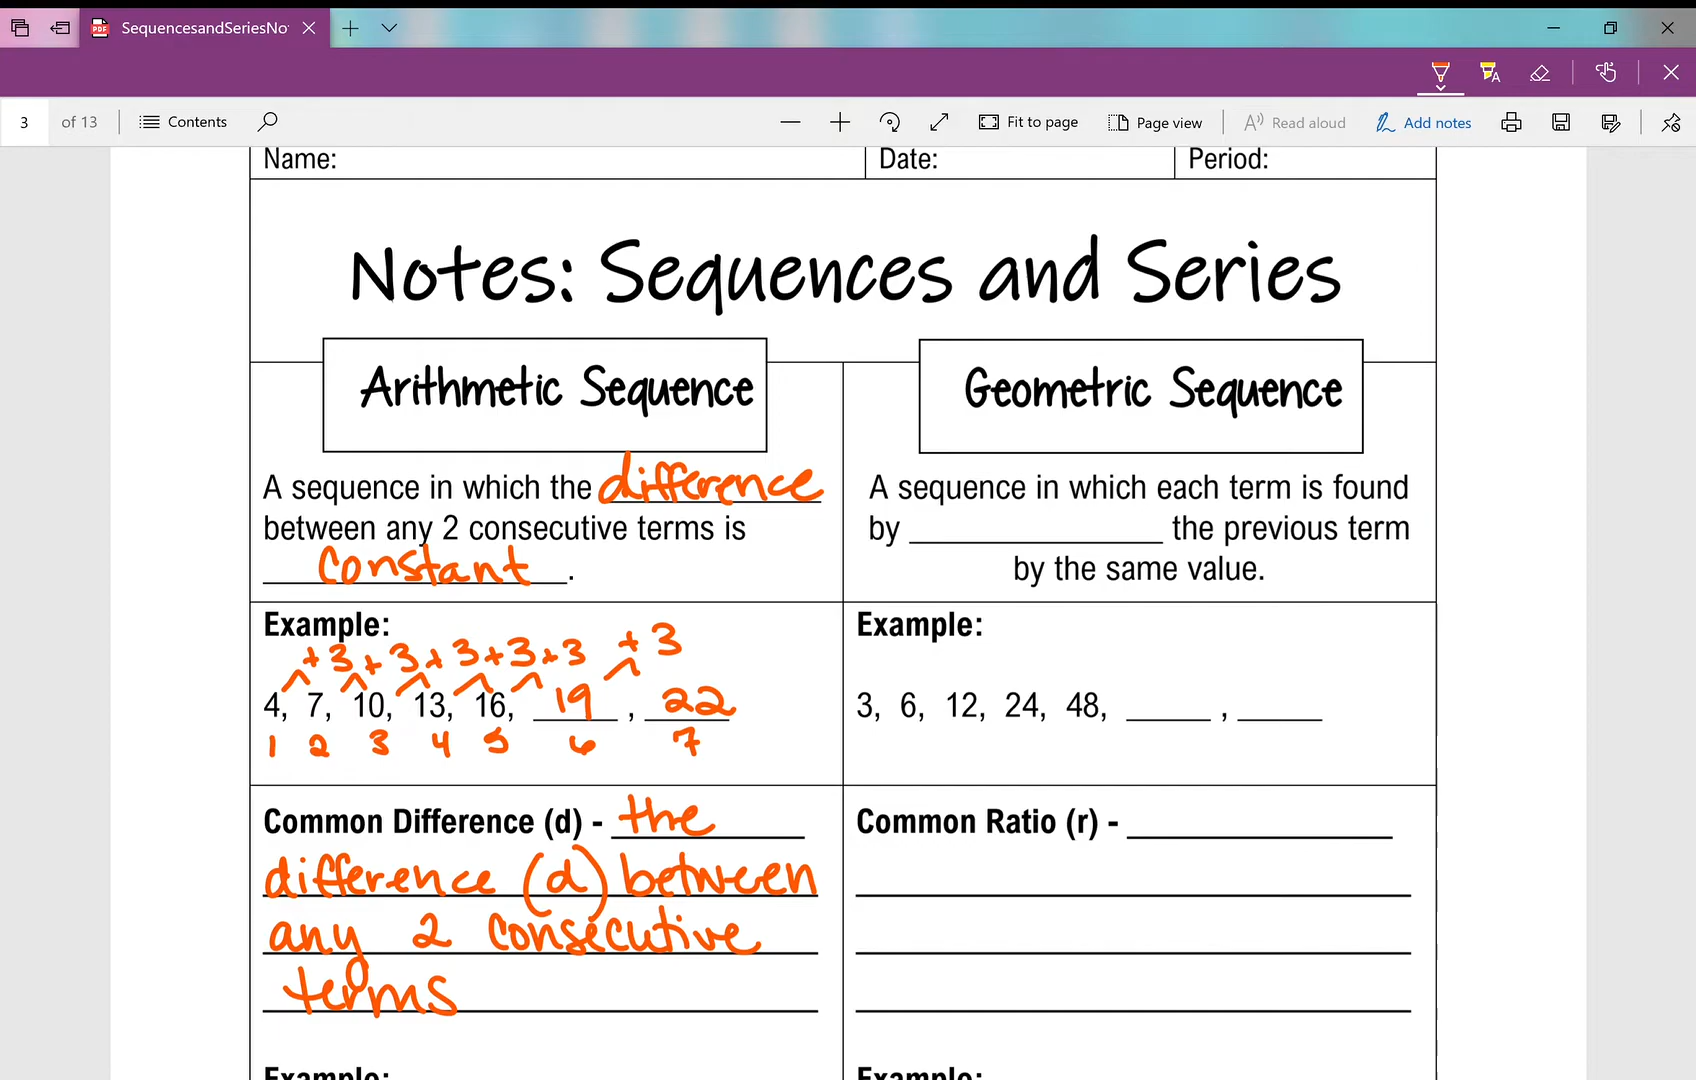 SequencesandSeriesNo
3 of 13 Contents Fit to page Page view Read aloud Add notes
Name: Date: Period:
Notes: Sequences and Series
Arithmetic Sequence
A sequence in which the difference
between any 2 consecutive terms is
constant.
Example:
+3 +3 +3 +3 +3 +3
4, 7, 10, 13, 16, 19, 22
1 2 3 4 5 6 7
Common Difference (d) - the
difference (d) between
any 2 consecutive
terms
Example:
Geometric Sequence
A sequence in which each term is found
by ______________ the previous term
by the same value.
Example:
3, 6, 12, 24, 48, _____ , _____
Common Ratio (r) - ______________
Example: